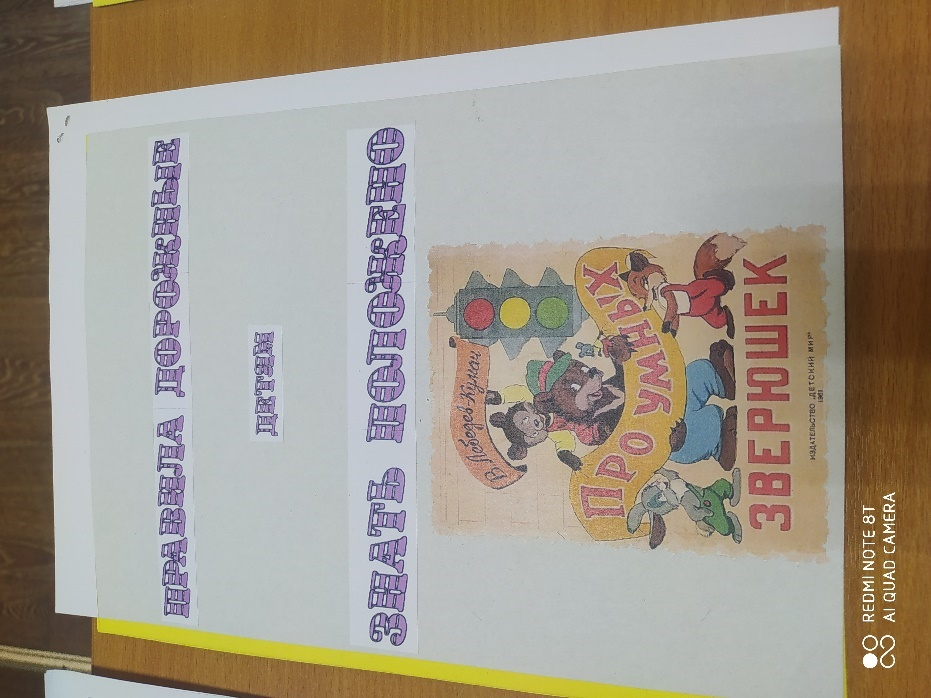 ПРАВИЛА ДОРОЖНЫЕ
ДЕТЯМ
ЗНАТЬ ПОЛОЖЕНО
В. Лебедев-Кумач
Про умных
ЗВЕРЮШЕК
ИЗДАТЕЛЬСТВО „ДЕТСКИЙ МИР"
1961
REDMI NOTE 8T
AI QUAD CAMERA